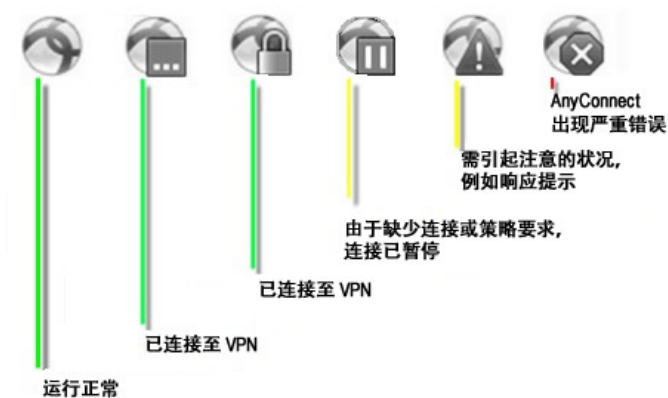 AnyConnect
出现严重错误
需引起注意的状况，
例如响应提示
由于缺少连接或策略要求，
连接已暂停
已连接至 VPN
已连接至 VPN
运行正常